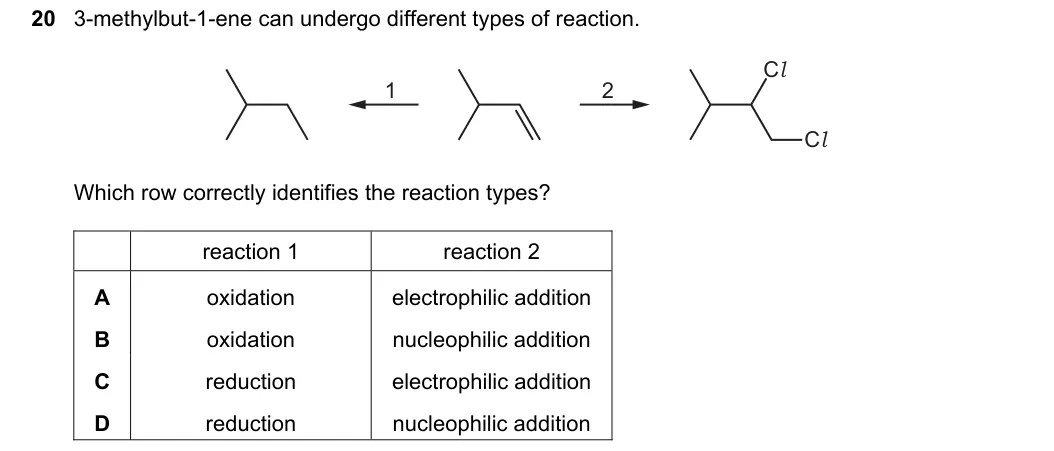 20 3-methylbut-1-ene can undergo different types of reaction.
Cl
1
2
Cl
Which row correctly identifies the reaction types?
reaction 1 reaction 2
A oxidation electrophilic addition
B oxidation nucleophilic addition
C reduction electrophilic addition
D reduction nucleophilic addition